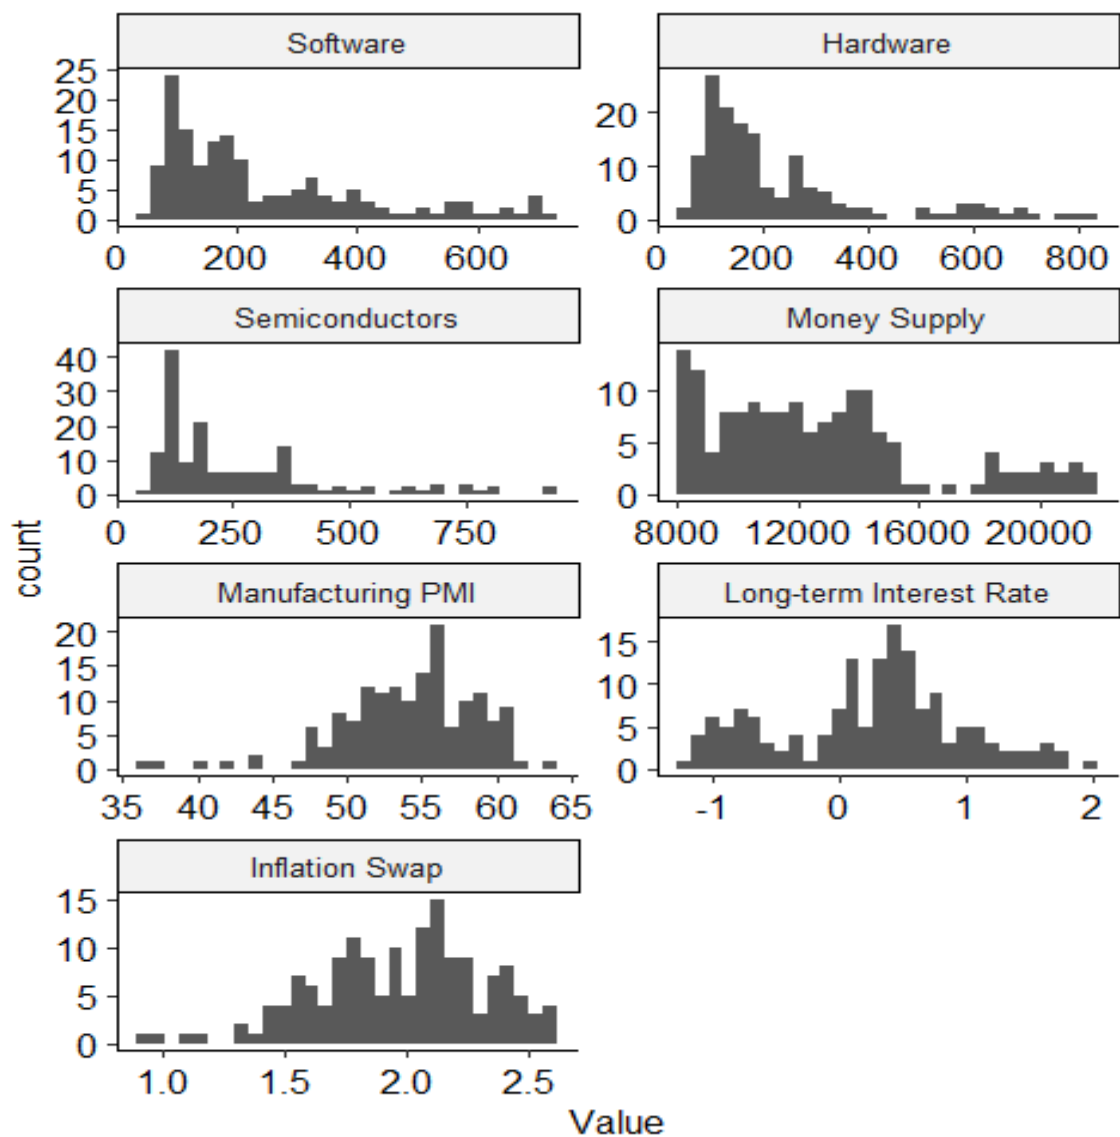 Software
Hardware
25
20
15
10
5
0
0 200 400 600
20
10
0
0 200 400 600 800
Semiconductors
Money Supply
40
30
20
10
0
0 250 500 750
10
5
0
8000 12000 16000 20000
Manufacturing PMI
Long-term Interest Rate
20
15
10
5
0
35 40 45 50 55 60 65
15
10
5
0
-1 0 1 2
Inflation Swap
15
10
5
0
1.0 1.5 2.0 2.5
count
Value